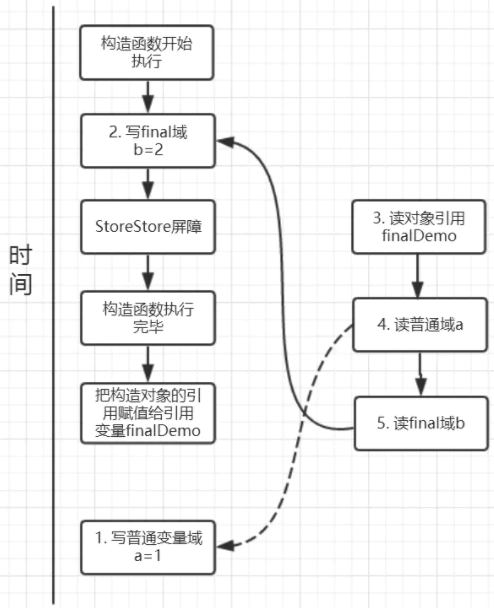 时
间
构造函数开始
执行
2. 写final域
b=2
StoreStore屏障
构造函数执行
完毕
把构造对象的引
用赋值给引用
变量finalDemo
1. 写普通变量域
a=1
3. 读对象引用
finalDemo
4. 读普通域a
5. 读final域b